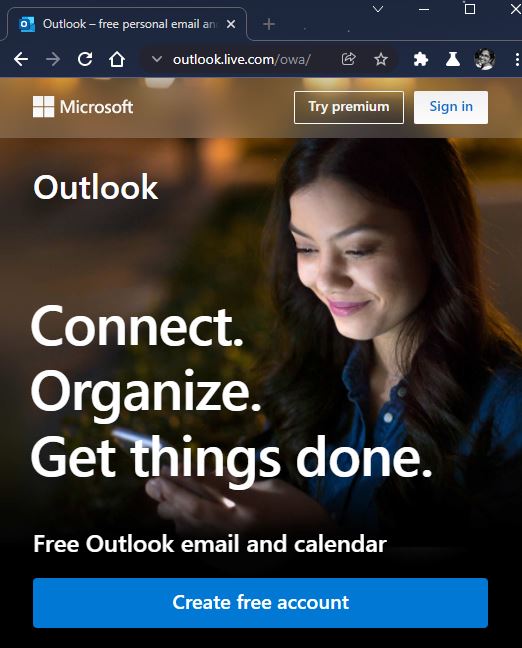 Outlook – free personal email and
outlook.live.com/owa/
Microsoft
Try premium
Sign in
Outlook
Connect.
Organize.
Get things done.
Free Outlook email and calendar
Create free account